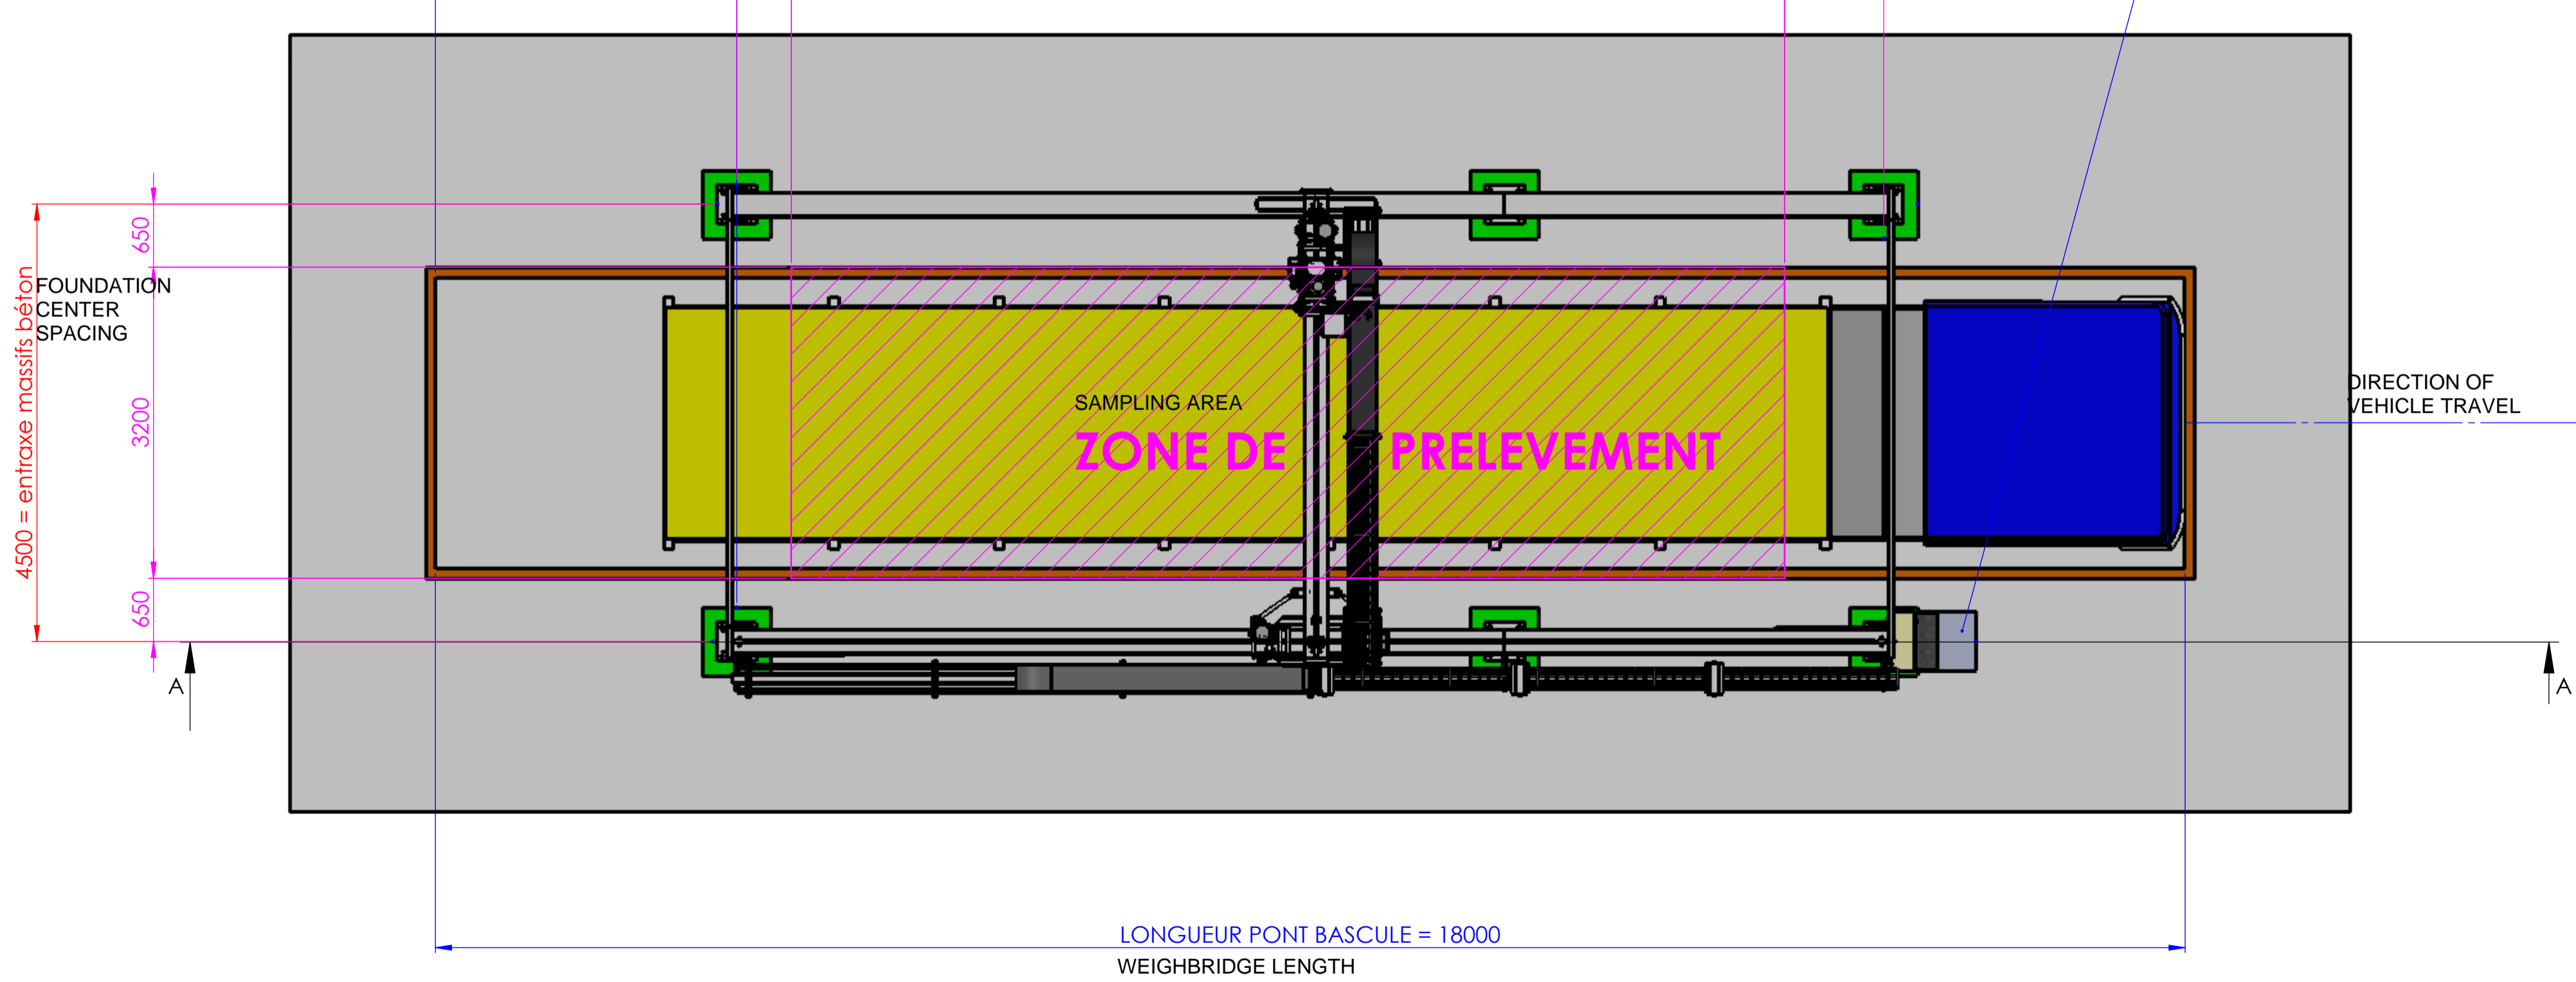 650
4500 = entraxe massifs béton
FOUNDATION
CENTER
SPACING
3200
650
SAMPLING AREA
ZONE DE PRELEVEMENT
DIRECTION OF
VEHICLE TRAVEL
A
A
LONGUEUR PONT BASCULE = 18000
WEIGHBRIDGE LENGTH